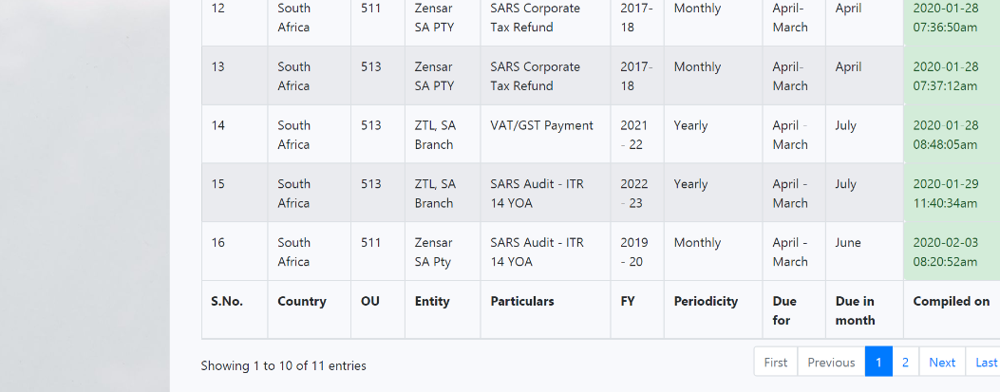 12 South Africa 511 Zensar SA PTY SARS Corporate Tax Refund 2017-18 Monthly April-March April 2020-01-28 07:36:50am
13 South Africa 513 Zensar SA PTY SARS Corporate Tax Refund 2017-18 Monthly April-March April 2020-01-28 07:37:12am
14 South Africa 513 ZTL, SA Branch VAT/GST Payment 2021 - 22 Yearly April - March July 2020-01-28 08:48:05am
15 South Africa 513 ZTL, SA Branch SARS Audit - ITR 14 YOA 2022 - 23 Yearly April - March July 2020-01-29 11:40:34am
16 South Africa 511 Zensar SA Pty SARS Audit - ITR 14 YOA 2019 - 20 Monthly April - March June 2020-02-03 08:20:52am
S.No. Country OU Entity Particulars FY Periodicity Due for Due in month Compiled on
Showing 1 to 10 of 11 entries First Previous 1 2 Next Last